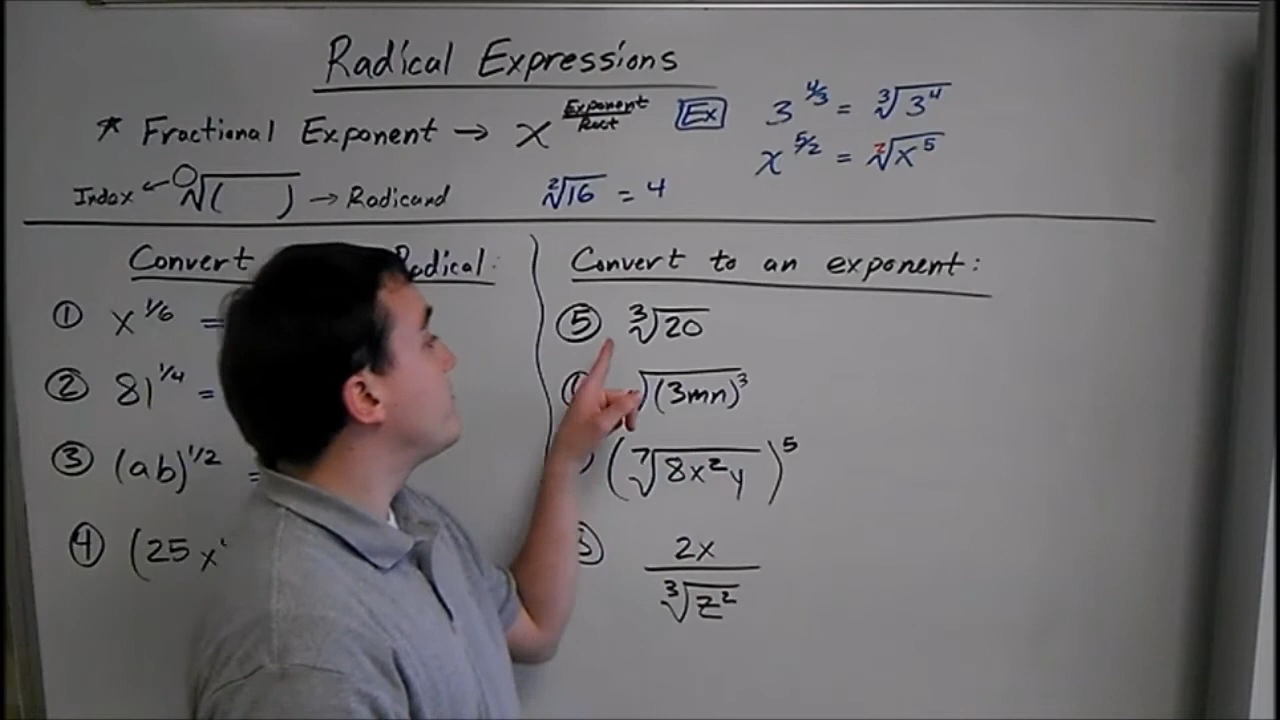 Radical Expressions
* Fractional Exponent → x^(Exponent/Root) Ex 3^(4/3) = ∛(3⁴)
x^(5/2) = ²√(x⁵)
Index ← √( ) → Radicand ²√16 = 4
Convert Radical:
① x^(1/6) =
② 81^(1/4) =
③ (ab)^(1/2) =
④ (25x
Convert to an exponent:
⑤ ∛20
√(3mn)³
(⁷√(8x²y))⁵
2x
∛(z²)